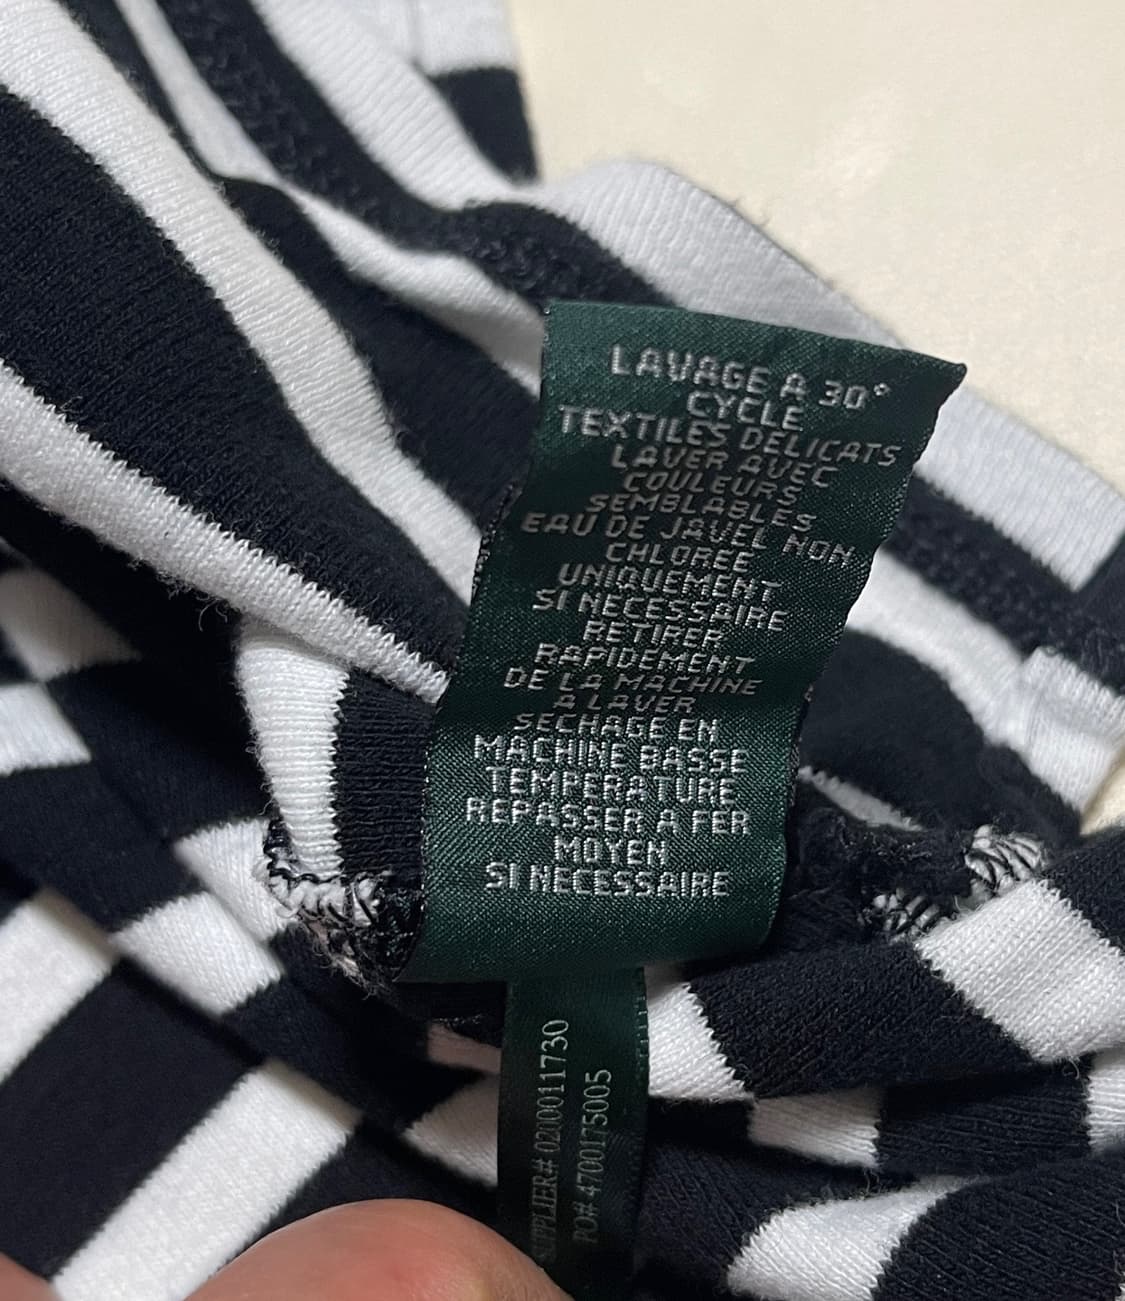 LAVAGE A 30°
CYCLE
TEXTILES DELICATS
LAVER AVEC
COULEURS
SEMBLABLES
EAU DE JAVEL NON
CHLOREE
UNIQUEMENT
SI NECESSAIRE
RETIRER
RAPIDEMENT
DE LA MACHINE
A LAVER
SECHAGE EN
MACHINE BASSE
TEMPERATURE
REPASSER A FER
MOYEN
SI NECESSAIRE
SUPPLIER# 0200011730
PO# 4700175005